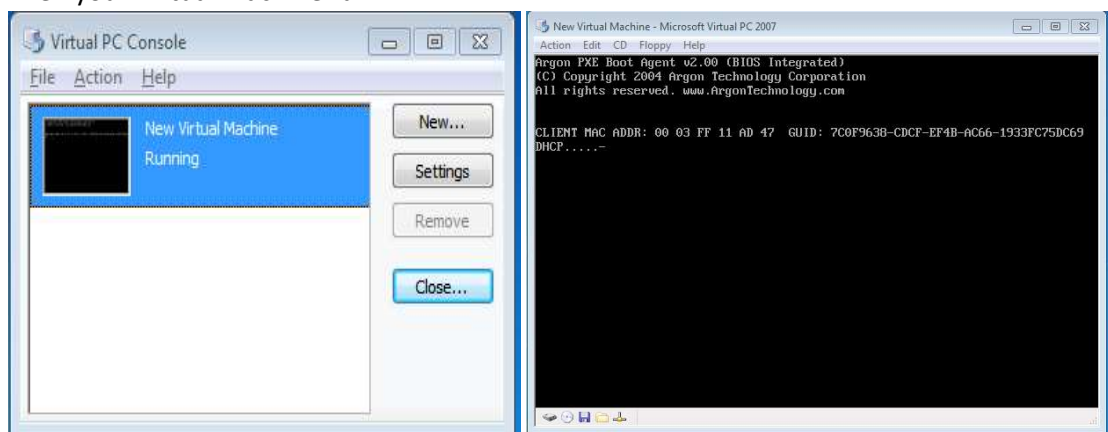 Virtual PC Console
File Action Help
New Virtual Machine
Running
New...
Settings
Remove
Close...
New Virtual Machine - Microsoft Virtual PC 2007
Action Edit CD Floppy Help
Argon PXE Boot Agent v2.00 (BIOS Integrated)
(C) Copyright 2004 Argon Technology Corporation
All rights reserved. www.ArgonTechnology.com
CLIENT MAC ADDR: 00 03 FF 11 AD 47 GUID: 7C0F9638-CDCF-EF4B-AC66-1933FC75DC69
DHCP.....-